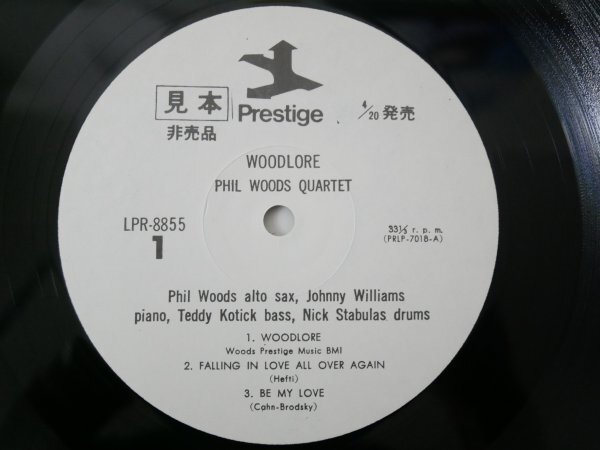 見本
非売品
Prestige
4/20 発売
WOODLORE
PHIL WOODS QUARTET
LPR-8855
1
33⅓ r. p. m.
(PRLP-7018-A)
Phil Woods alto sax, Johnny Williams
piano, Teddy Kotick bass, Nick Stabulas drums
1. WOODLORE
Woods Prestige Music BMI
2. FALLING IN LOVE ALL OVER AGAIN
(Hefti)
3. BE MY LOVE
(Cahn-Brodsky)